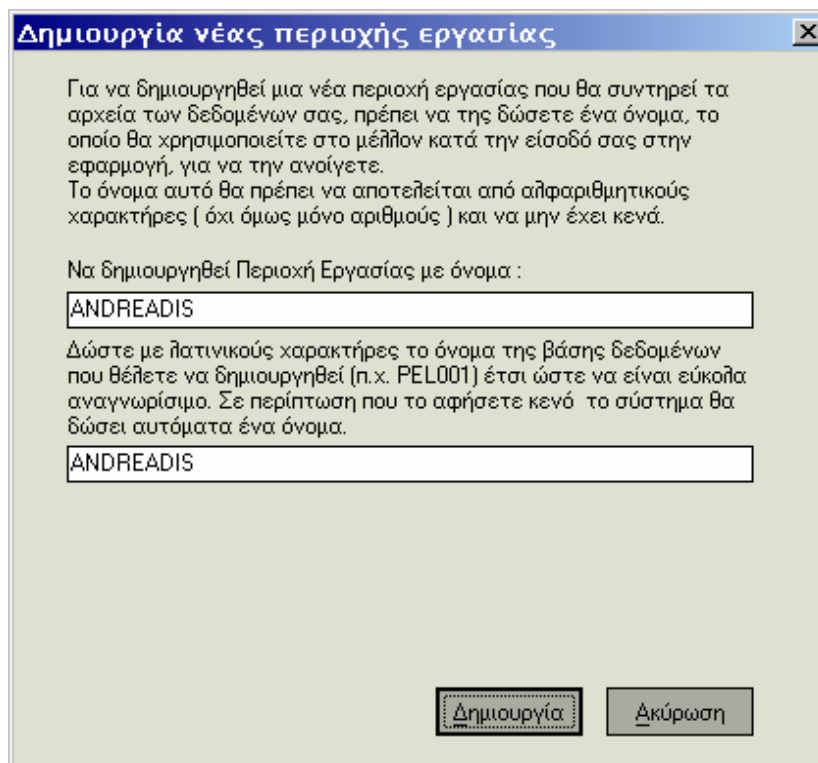 Δημιουργία νέας περιοχής εργασίας
Για να δημιουργηθεί μια νέα περιοχή εργασίας που θα συντηρεί τα
αρχεία των δεδομένων σας, πρέπει να της δώσετε ένα όνομα, το
οποίο θα χρησιμοποιείτε στο μέλλον κατά την είσοδό σας στην
εφαρμογή, για να την ανοίγετε.
Το όνομα αυτό θα πρέπει να αποτελείται από αλφαριθμητικούς
χαρακτήρες ( όχι όμως μόνο αριθμούς ) και να μην έχει κενά.
Να δημιουργηθεί Περιοχή Εργασίας με όνομα :
ANDREADIS
Δώστε με λατινικούς χαρακτήρες το όνομα της βάσης δεδομένων
που θέλετε να δημιουργηθεί (π.χ. PEL001) έτσι ώστε να είναι εύκολα
αναγνωρίσιμο. Σε περίπτωση που το αφήσετε κενό  το σύστημα θα
δώσει αυτόματα ένα όνομα.
ANDREADIS
Δημιουργία
Ακύρωση